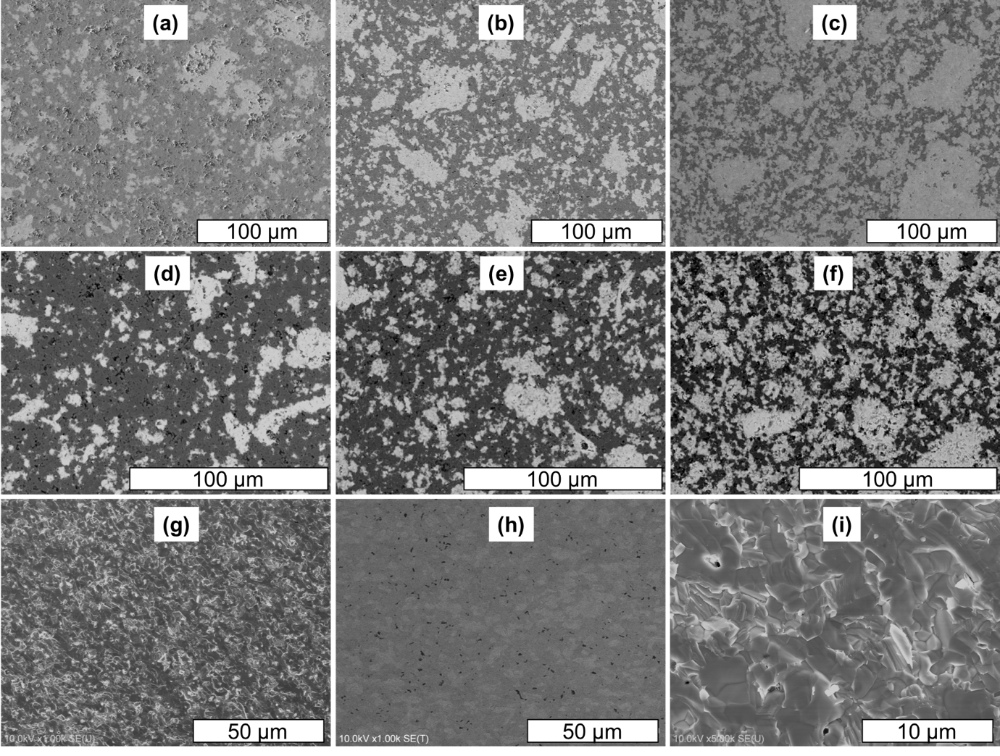 (a)
(b)
(c)
100 µm
100 µm
100 µm
(d)
(e)
(f)
100 µm
100 µm
100 µm
(g)
(h)
(i)
50 µm
50 µm
10 µm
10.0kV x1.00k SE(U)
10.0kV x1.00k SE(T)
10.0kV x5.00k SE(U)